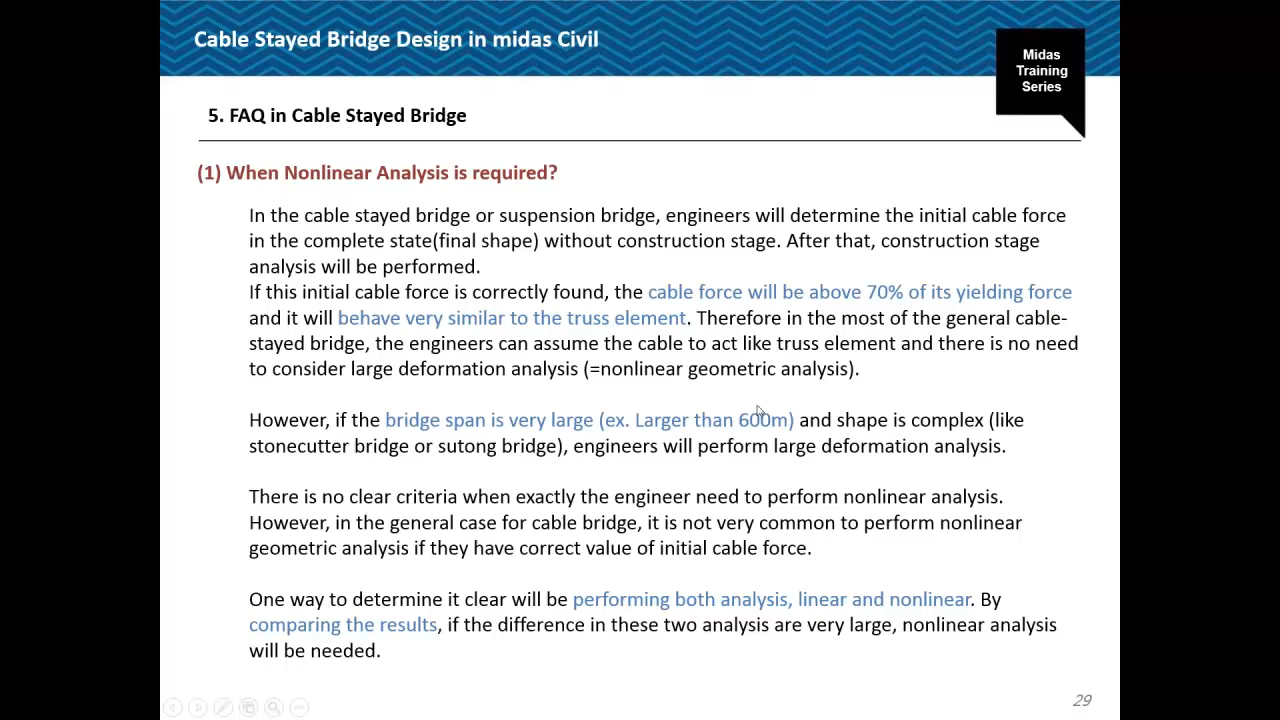 Cable Stayed Bridge Design in midas Civil
Midas
Training
Series
5. FAQ in Cable Stayed Bridge
(1) When Nonlinear Analysis is required?
In the cable stayed bridge or suspension bridge, engineers will determine the initial cable force
in the complete state(final shape) without construction stage. After that, construction stage
analysis will be performed.
If this initial cable force is correctly found, the cable force will be above 70% of its yielding force
and it will behave very similar to the truss element. Therefore in the most of the general cable-
stayed bridge, the engineers can assume the cable to act like truss element and there is no need
to consider large deformation analysis (=nonlinear geometric analysis).
However, if the bridge span is very large (ex. Larger than 600m) and shape is complex (like
stonecutter bridge or sutong bridge), engineers will perform large deformation analysis.
There is no clear criteria when exactly the engineer need to perform nonlinear analysis.
However, in the general case for cable bridge, it is not very common to perform nonlinear
geometric analysis if they have correct value of initial cable force.
One way to determine it clear will be performing both analysis, linear and nonlinear. By
comparing the results, if the difference in these two analysis are very large, nonlinear analysis
will be needed.
29